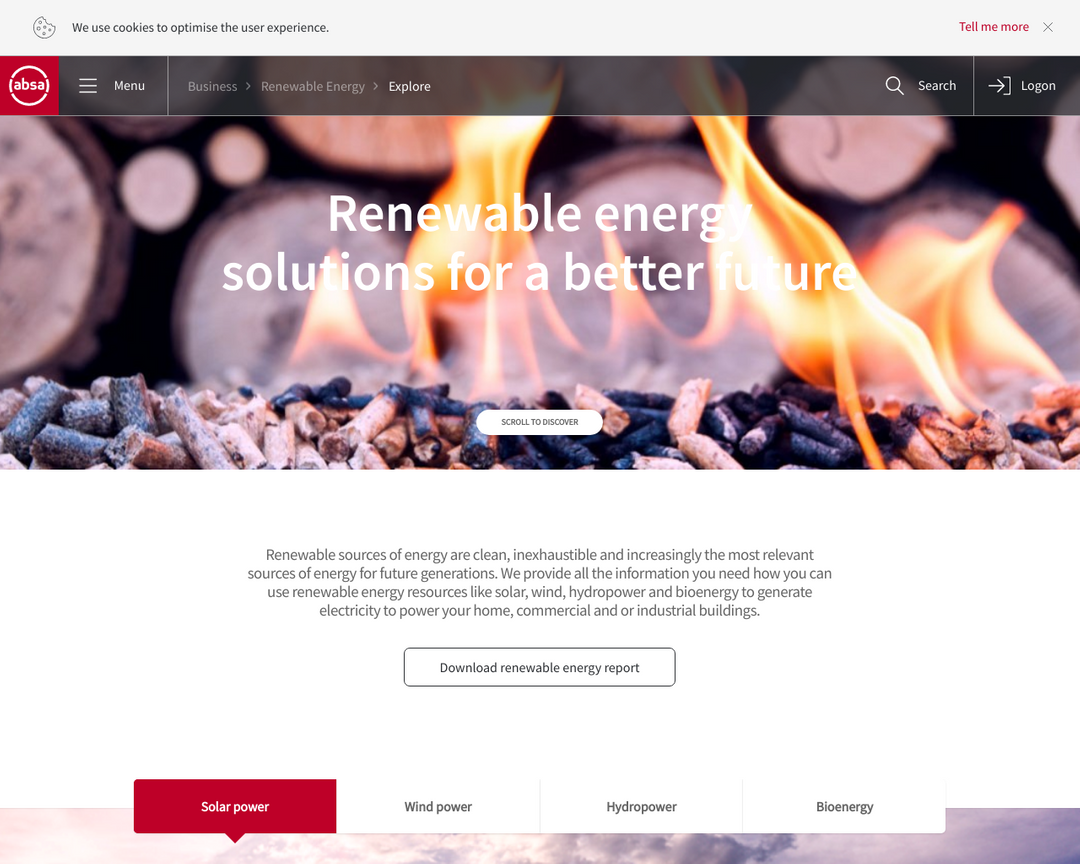 We use cookies to optimise the user experience.
Tell me more
absa
Menu
Business
Renewable Energy
Explore
Search
Logon
Renewable energy
solutions for a better future
SCROLL TO DISCOVER
Renewable sources of energy are clean, inexhaustible and increasingly the most relevant
sources of energy for future generations. We provide all the information you need how you can
use renewable energy resources like solar, wind, hydropower and bioenergy to generate
electricity to power your home, commercial and or industrial buildings.
Download renewable energy report
Solar power
Wind power
Hydropower
Bioenergy